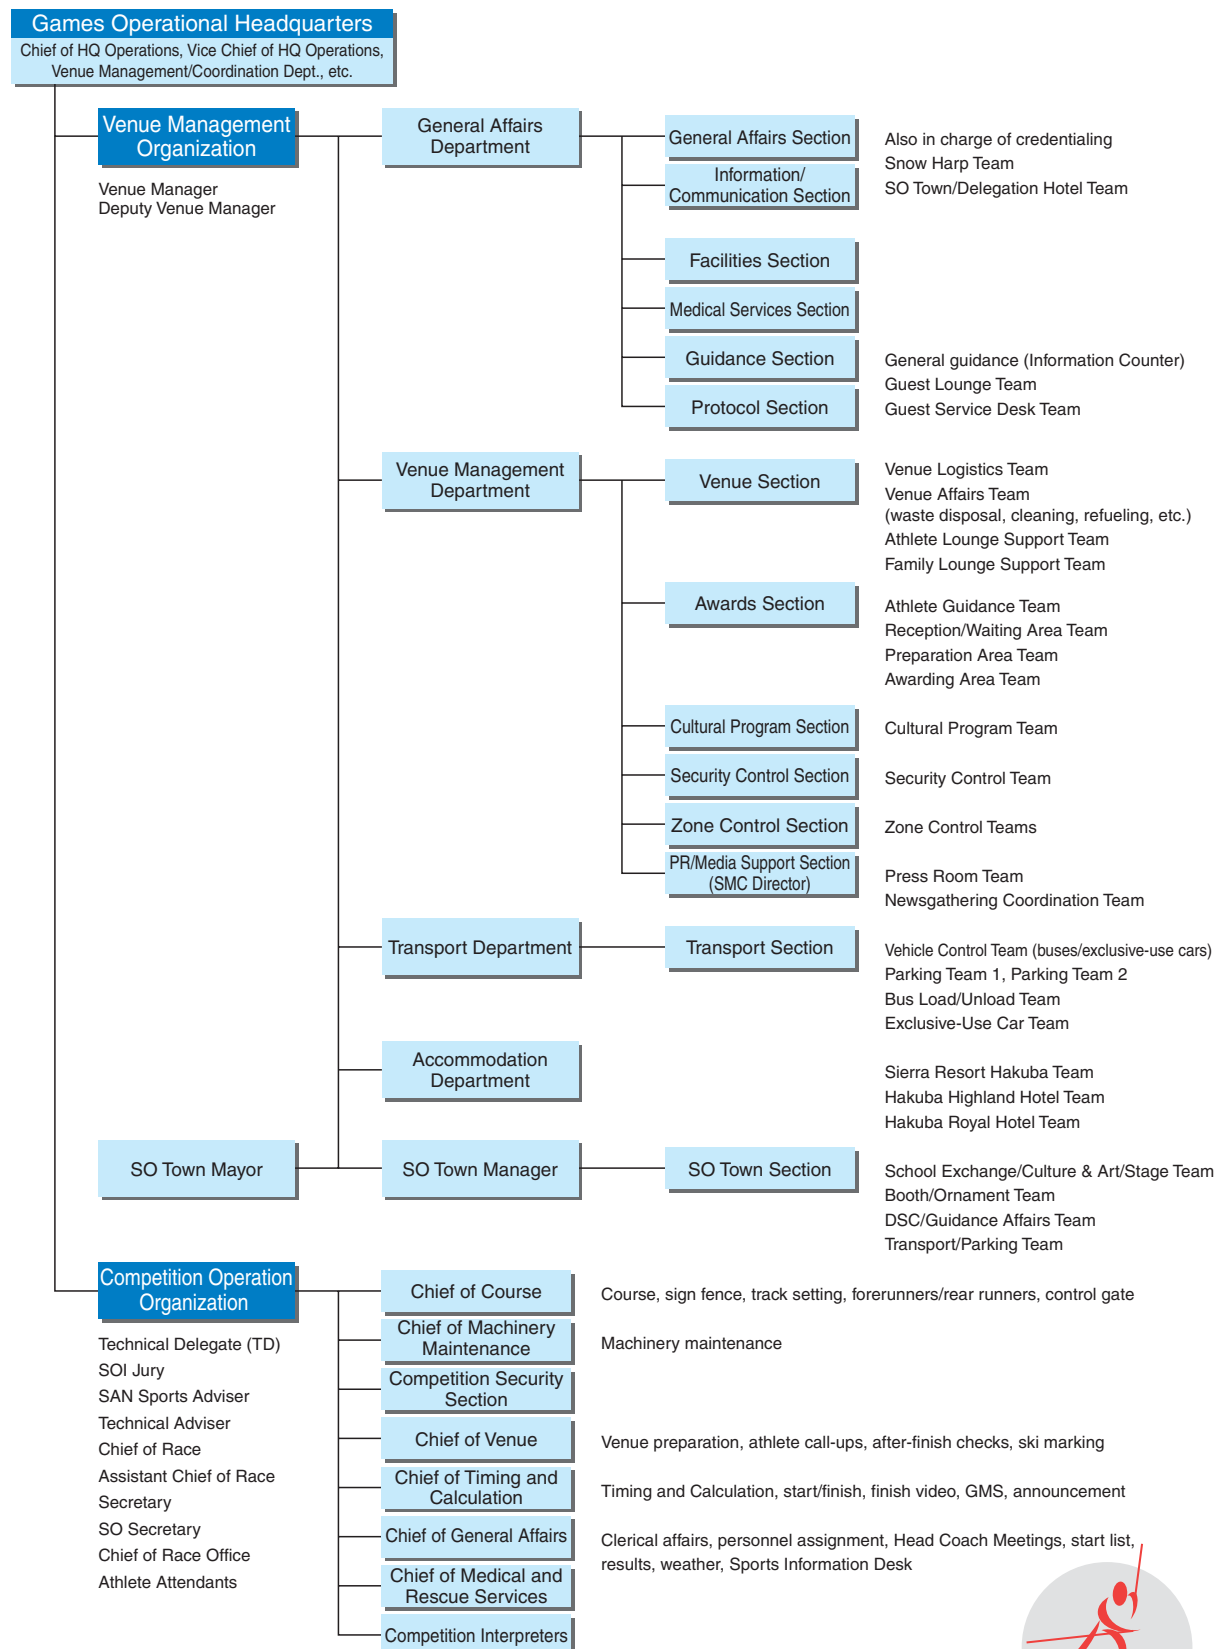 Games Operational Headquarters
Chief of HQ Operations, Vice Chief of HQ Operations,
Venue Management/Coordination Dept., etc.
Venue Management
Organization
Venue Manager
Deputy Venue Manager
General Affairs
Department
General Affairs Section
Also in charge of credentialing
Snow Harp Team
SO Town/Delegation Hotel Team
Information/
Communication Section
Facilities Section
Medical Services Section
Guidance Section
General guidance (Information Counter)
Guest Lounge Team
Guest Service Desk Team
Protocol Section
Venue Management
Department
Venue Section
Venue Logistics Team
Venue Affairs Team
(waste disposal, cleaning, refueling, etc.)
Athlete Lounge Support Team
Family Lounge Support Team
Awards Section
Athlete Guidance Team
Reception/Waiting Area Team
Preparation Area Team
Awarding Area Team
Cultural Program Section
Cultural Program Team
Security Control Section
Security Control Team
Zone Control Section
Zone Control Teams
PR/Media Support Section
(SMC Director)
Press Room Team
Newsgathering Coordination Team
Transport Department
Transport Section
Vehicle Control Team (buses/exclusive-use cars)
Parking Team 1, Parking Team 2
Bus Load/Unload Team
Exclusive-Use Car Team
Accommodation
Department
Sierra Resort Hakuba Team
Hakuba Highland Hotel Team
Hakuba Royal Hotel Team
SO Town Mayor
SO Town Manager
SO Town Section
School Exchange/Culture & Art/Stage Team
Booth/Ornament Team
DSC/Guidance Affairs Team
Transport/Parking Team
Competition Operation
Organization
Technical Delegate (TD)
SOI Jury
SAN Sports Adviser
Technical Adviser
Chief of Race
Assistant Chief of Race
Secretary
SO Secretary
Chief of Race Office
Athlete Attendants
Chief of Course
Course, sign fence, track setting, forerunners/rear runners, control gate
Chief of Machinery
Maintenance
Machinery maintenance
Competition Security
Section
Chief of Venue
Venue preparation, athlete call-ups, after-finish checks, ski marking
Chief of Timing and
Calculation
Timing and Calculation, start/finish, finish video, GMS, announcement
Chief of General Affairs
Clerical affairs, personnel assignment, Head Coach Meetings, start list,
results, weather, Sports Information Desk
Chief of Medical and
Rescue Services
Competition Interpreters